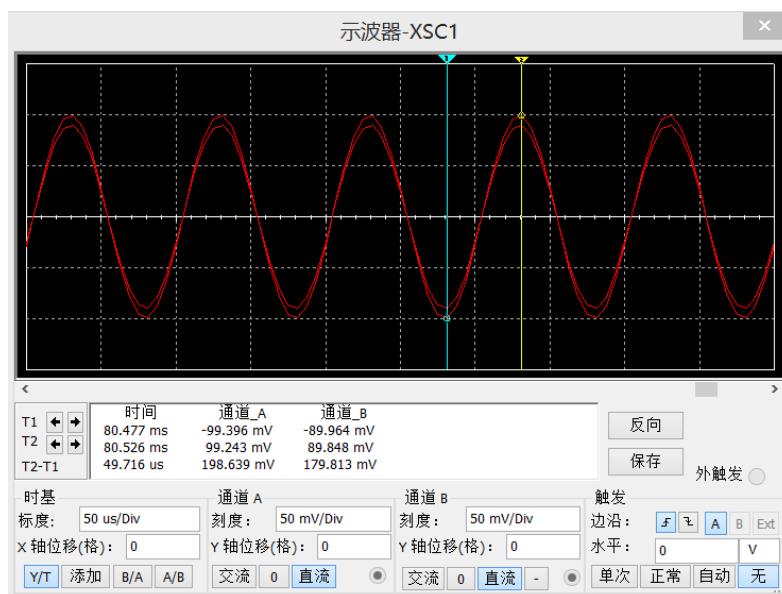 示波器-XSC1
×
1 2
时间 通道_A 通道_B
T1 80.477 ms -99.396 mV -89.964 mV
T2 80.526 ms 99.243 mV 89.848 mV
T2-T1 49.716 us 198.639 mV 179.813 mV
反向
保存
外触发
时基 通道 A 通道 B 触发
标度: 50 us/Div 刻度: 50 mV/Div 刻度: 50 mV/Div 边沿: A B Ext
X 轴位移(格): 0 Y 轴位移(格): 0 Y 轴位移(格): 0 水平: 0 V
Y/T 添加 B/A A/B 交流 0 直流 交流 0 直流 - 单次 正常 自动 无